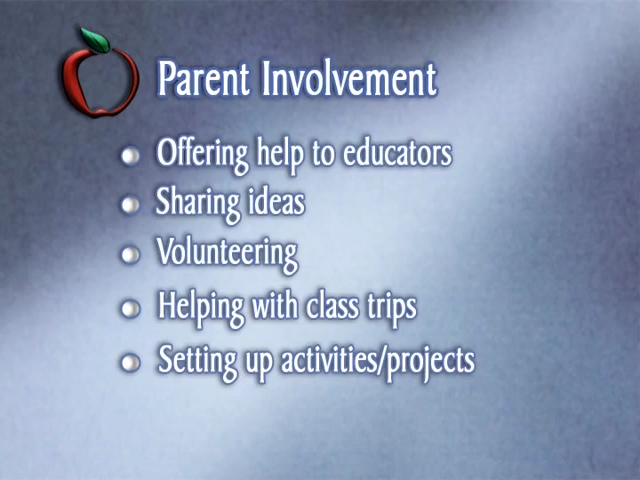 Parent Involvement
Offering help to educators
Sharing ideas
Volunteering
Helping with class trips
Setting up activities/projects